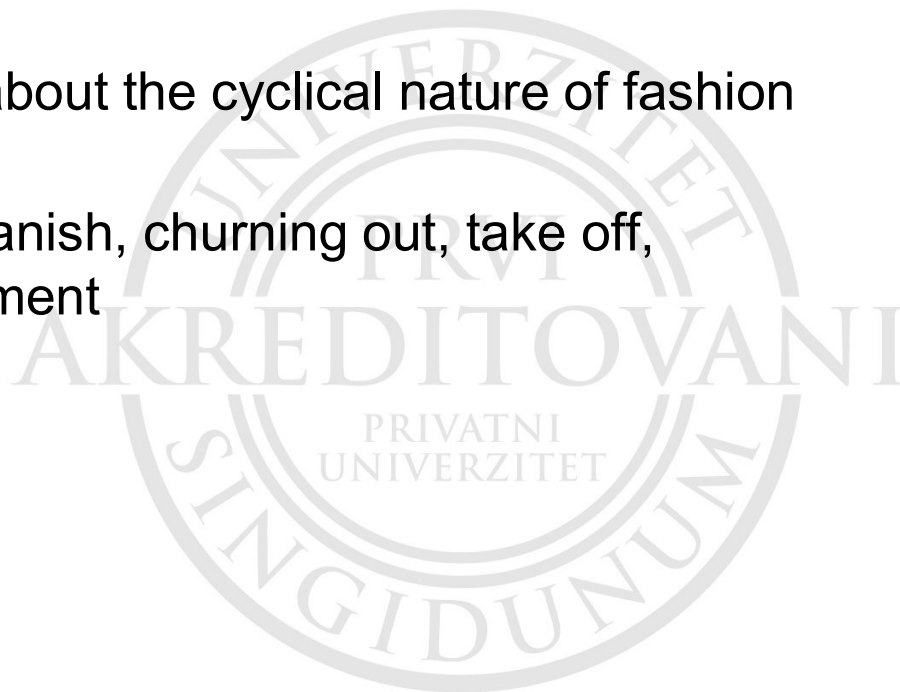 about the cyclical nature of fashion
anish, churning out, take off,
ment
UNIVERZITET
PRVI
AKREDITOVANI
PRIVATNI
UNIVERZITET
SINGIDUNUM